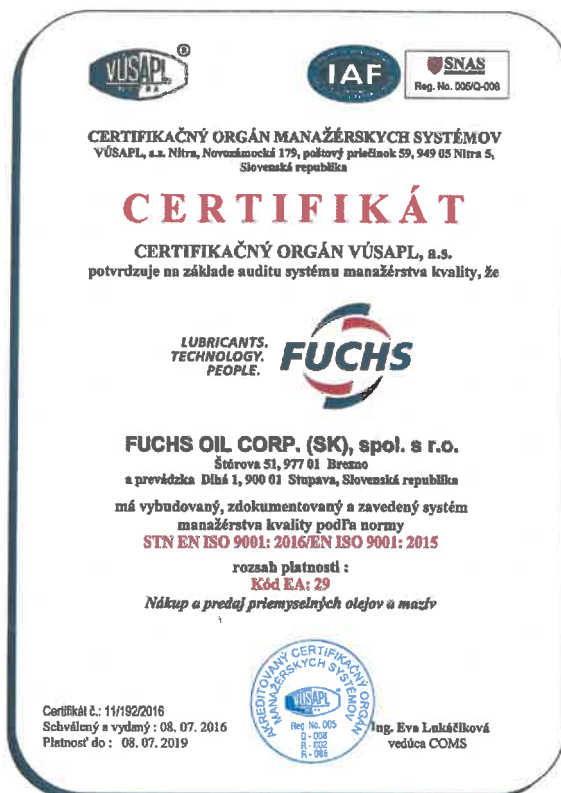 VÚSAPL
NITRA
®
IAF
SNAS
Reg. No. 005/Q-008
CERTIFIKAČNÝ ORGÁN MANAŽÉRSKYCH SYSTÉMOV
VÚSAPL, a.s. Nitra, Novozámocká 179, poštový priečinok 59, 949 05 Nitra 5,
Slovenská republika
CERTIFIKÁT
CERTIFIKAČNÝ ORGÁN VÚSAPL, a.s.
potvrdzuje na základe auditu systému manažérstva kvality, že
LUBRICANTS.
TECHNOLOGY.
PEOPLE.
FUCHS
FUCHS OIL CORP. (SK), spol. s r.o.
Štúrova 51, 977 01 Brezno
a prevádzka Dlhá 1, 900 01 Stupava, Slovenská republika
má vybudovaný, zdokumentovaný a zavedený systém
manažérstva kvality podľa normy
STN EN ISO 9001: 2016/EN ISO 9001: 2015
rozsah platnosti :
Kód EA: 29
Nákup a predaj priemyselných olejov a mazív
AKREDITOVANÝ CERTIFIKAČNÝ ORGÁN
MANAŽÉRSKYCH SYSTÉMOV
VÚSAPL
Reg. No. 005
Q - 008
R - 002
R - 086
Certifikát č.: 11/192/2016
Schválený a vydaný : 08. 07. 2016
Platnosť do : 08. 07. 2019
Ing. Eva Lukáčiková
vedúca COMS